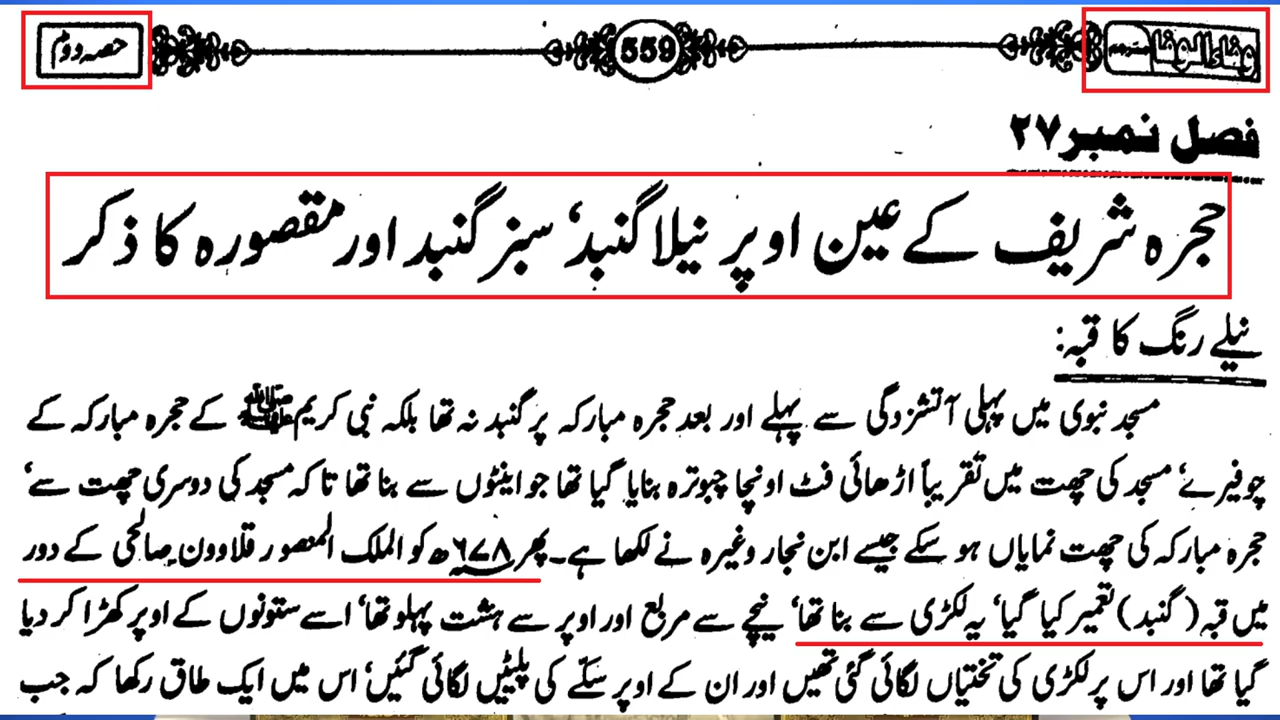 وفاء الوفا مترجم 559 حصہ دوم
فصل نمبر ۲۷
حجرہ شریف کے عین اوپر نیلا گنبد‘ سبز گنبد اور مقصورہ کا ذکر
نیلے رنگ کا قبہ:
مسجد نبوی میں پہلی آتشزدگی سے پہلے اور بعد حجرہ مبارکہ پر گنبد نہ تھا بلکہ نبی کریم ﷺ کے حجرہ مبارکہ کے
چوفیرے‘ مسجد کی چھت میں تقریباً اڑھائی فٹ اونچا چبوترہ بنایا گیا تھا جو اینٹوں سے بنا تھا تاکہ مسجد کی دوسری چھت سے‘
حجرہ مبارکہ کی چھت نمایاں ہو سکے جیسے ابن نجار وغیرہ نے لکھا ہے۔ پھر ۶۷۸ھ کو الملک المنصور قلاوون صالحی کے دور
میں قبہ (گنبد) تعمیر کیا گیا‘ یہ لکڑی سے بنا تھا‘ نیچے سے مربع اور اوپر سے ہشت پہلو تھا‘ اسے ستونوں کے اوپر کھڑا کر دیا
گیا تھا اور اس پر لکڑی کی تختیاں لگائی گئی تھیں اور ان کے اوپر سکّے کی پلیٹیں لگائی گئیں‘ اس میں ایک طاق رکھا کہ جب